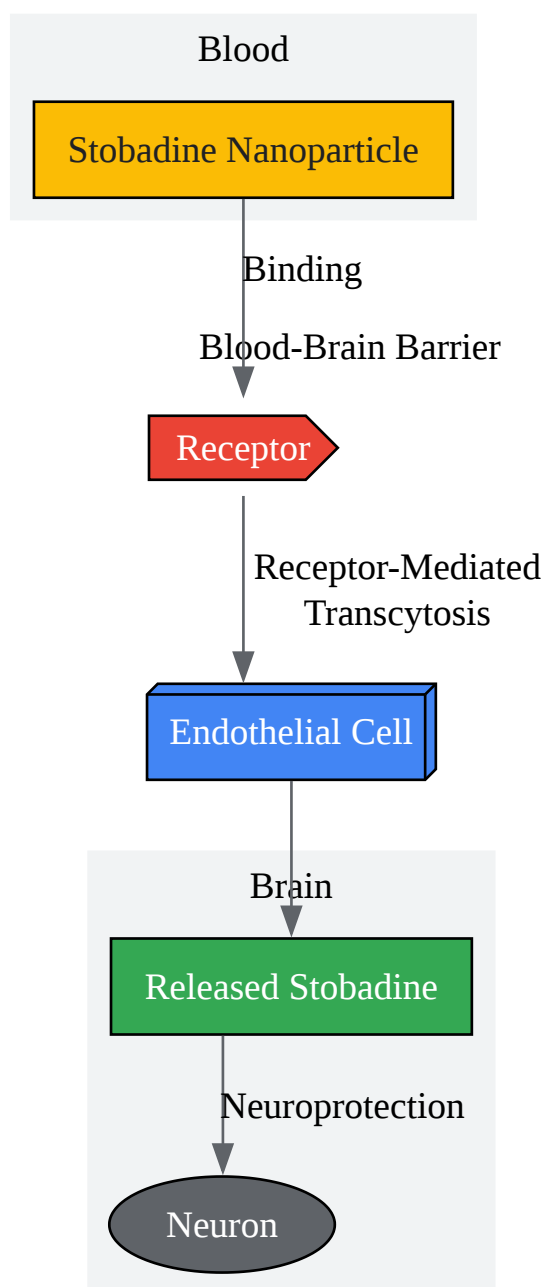 Blood
Stobadine Nanoparticle
Binding
Blood-Brain Barrier
Receptor
Receptor-Mediated
Transcytosis
Endothelial Cell
Brain
Released Stobadine
Neuroprotection
Neuron